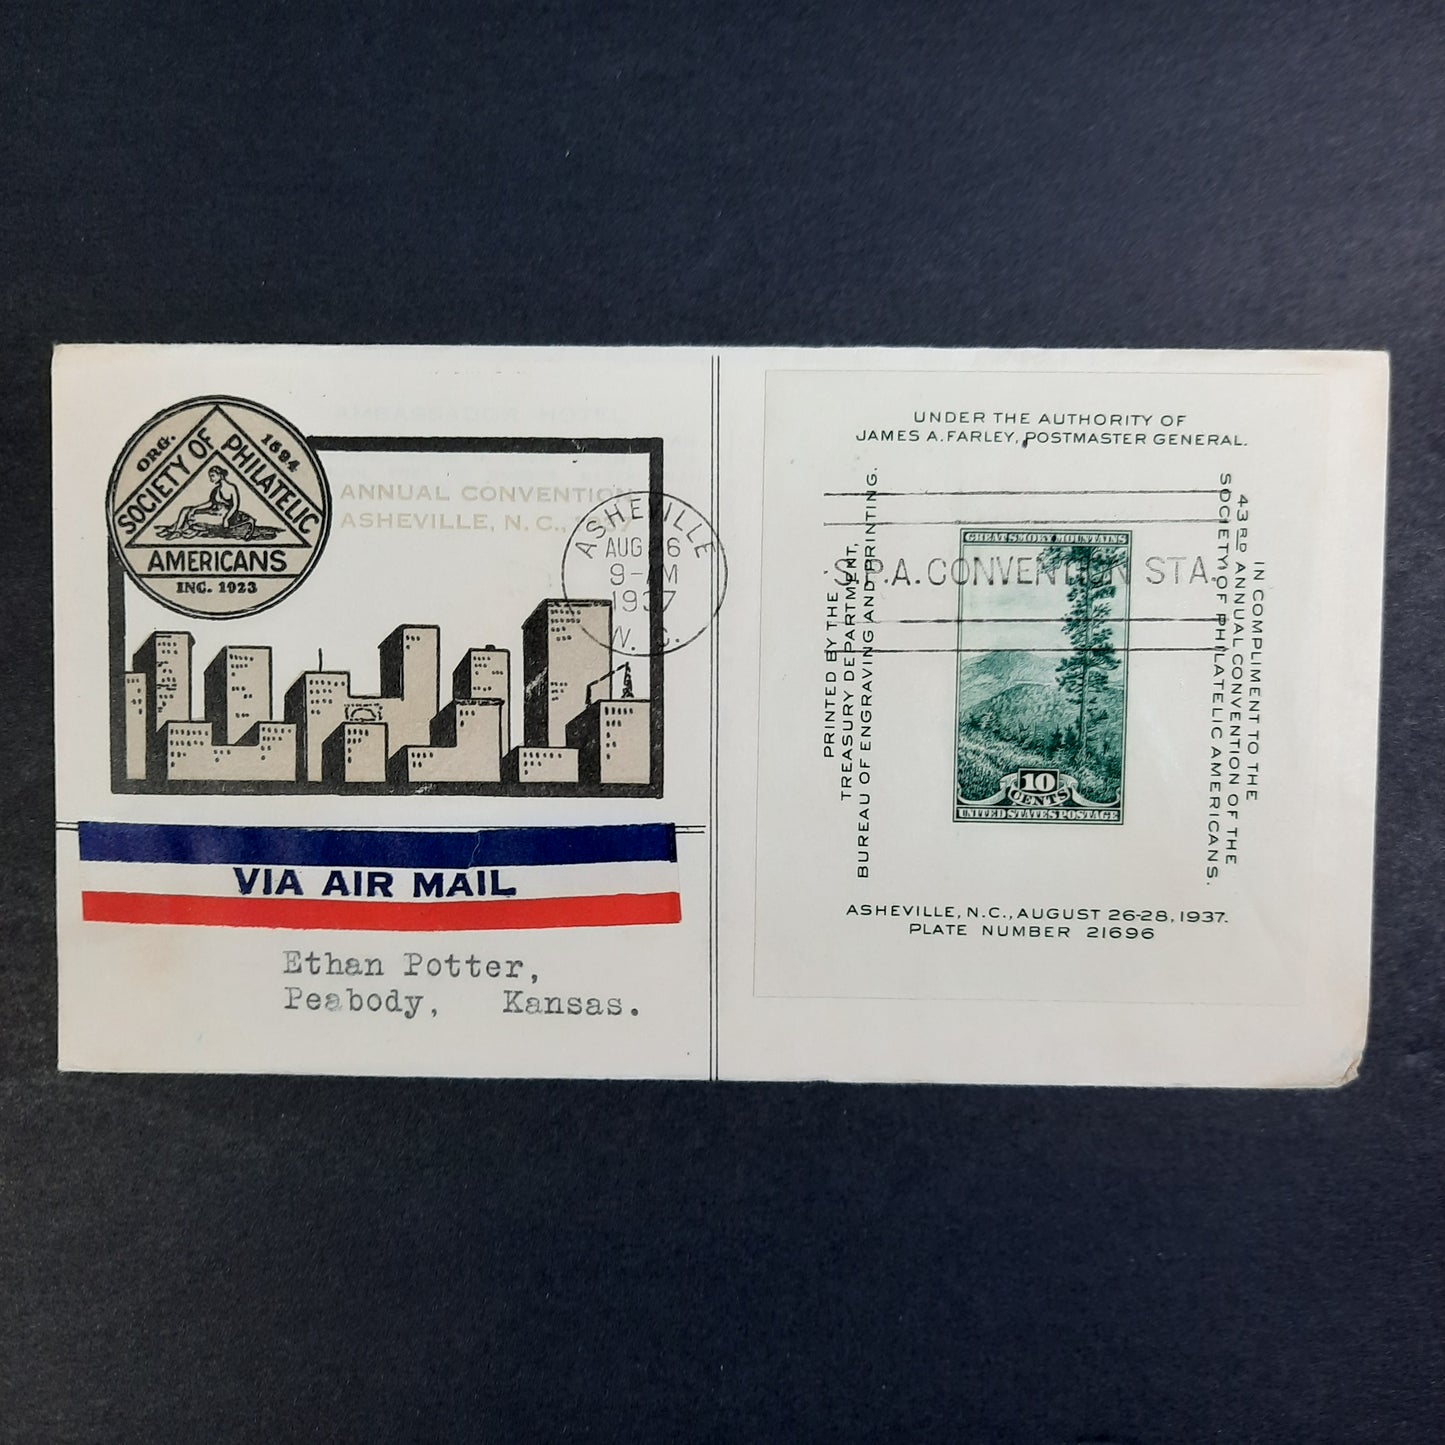 ORG. 1894
SOCIETY OF PHILATELIC
AMERICANS
INC. 1923
AMBASSADOR HOTEL
ANNUAL CONVENTION
ASHEVILLE, N. C., 1937
ASHEVILLE
AUG 26
9-AM
1937
N. C.
VIA AIR MAIL
Ethan Potter,
Peabody, Kansas.
UNDER THE AUTHORITY OF
JAMES A. FARLEY, POSTMASTER GENERAL.
PRINTED BY THE
TREASURY DEPARTMENT,
BUREAU OF ENGRAVING AND PRINTING.
S.P.A. CONVENTION STA.
GREAT SMOKY MOUNTAINS
10
CENTS
UNITED STATES POSTAGE
IN COMPLIMENT TO THE
43RD ANNUAL CONVENTION OF THE
SOCIETY OF PHILATELIC AMERICANS.
ASHEVILLE, N.C., AUGUST 26-28, 1937.
PLATE NUMBER 21696